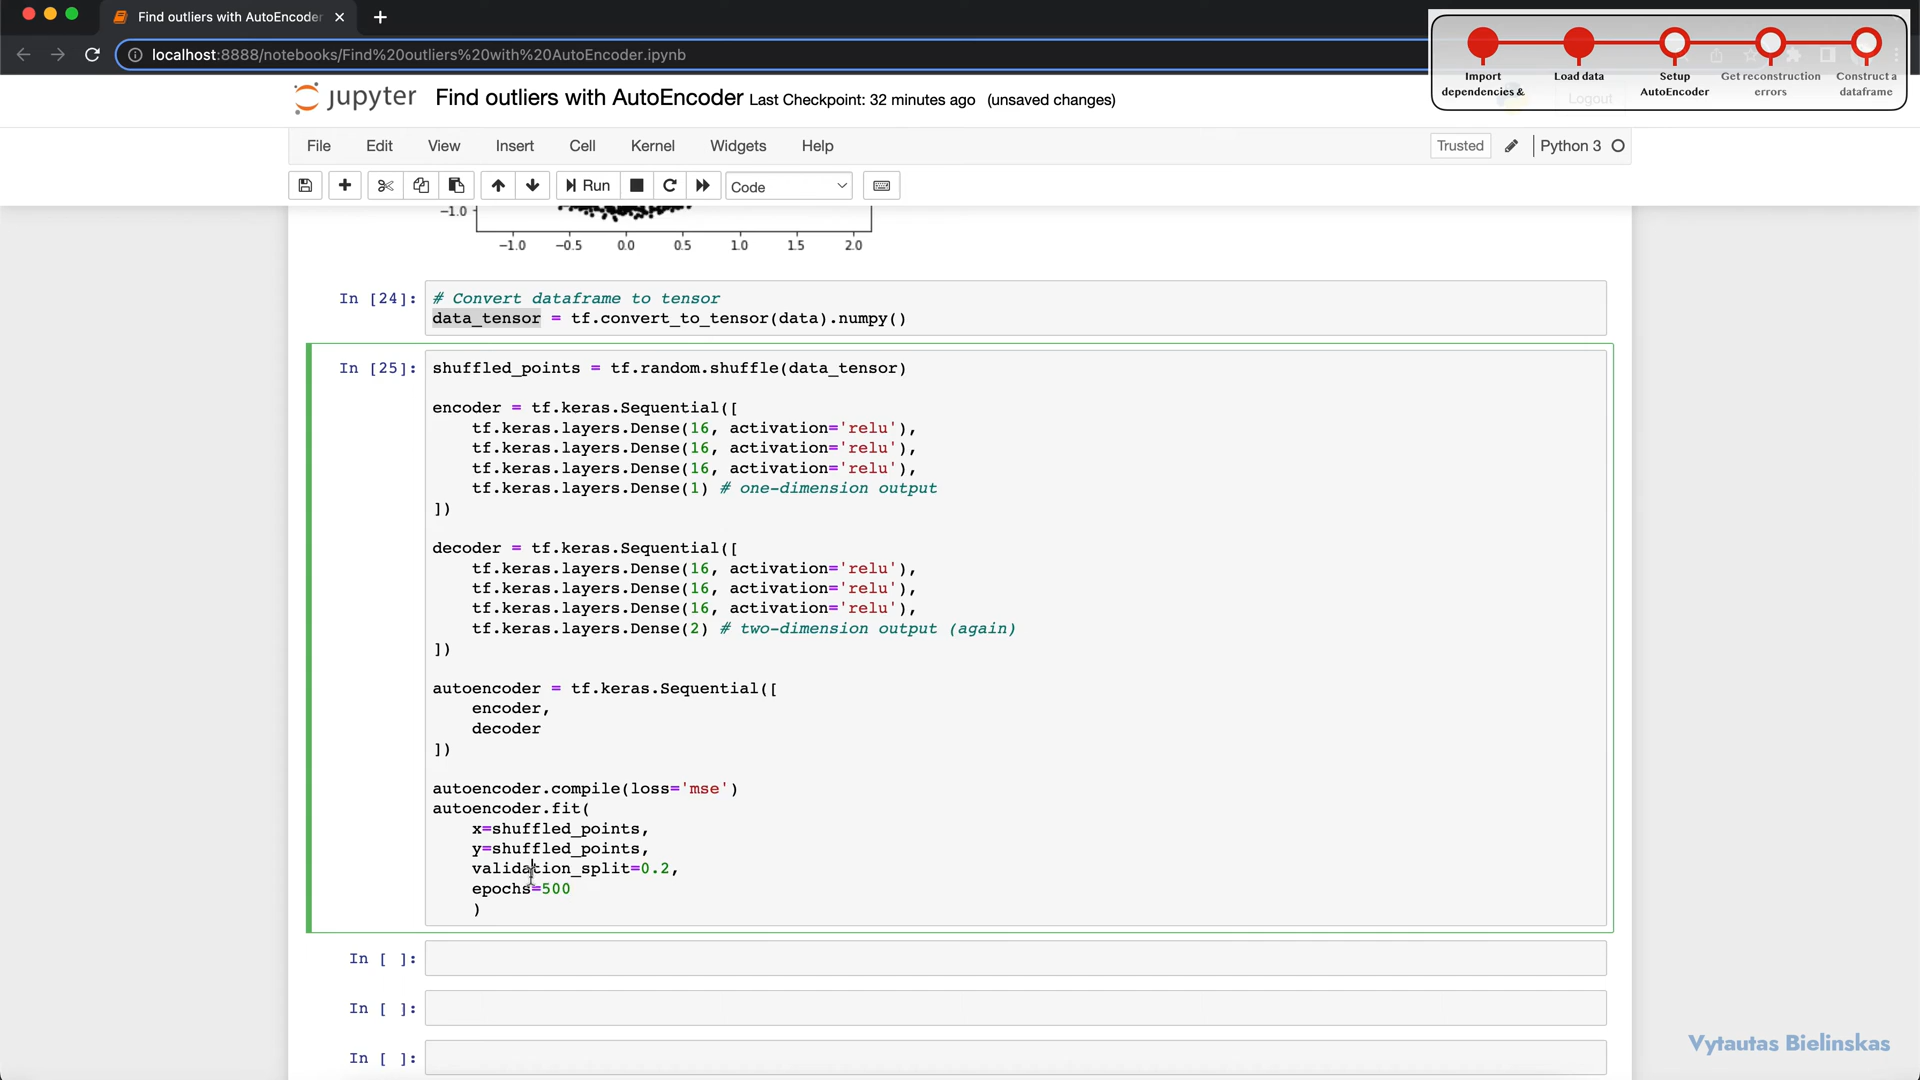 Find outliers with AutoEncoder
localhost:8888/notebooks/Find%20outliers%20with%20AutoEncoder.ipynb
Import dependencies &
Load data
Setup AutoEncoder
Get reconstruction errors
Construct a dataframe
jupyter Find outliers with AutoEncoder Last Checkpoint: 32 minutes ago (unsaved changes)
Logout
File Edit View Insert Cell Kernel Widgets Help
Trusted Python 3
Run Code
−1.0
−1.0 −0.5 0.0 0.5 1.0 1.5 2.0
In [24]: # Convert dataframe to tensor
data_tensor = tf.convert_to_tensor(data).numpy()
In [25]: shuffled_points = tf.random.shuffle(data_tensor)
encoder = tf.keras.Sequential([
tf.keras.layers.Dense(16, activation='relu'),
tf.keras.layers.Dense(16, activation='relu'),
tf.keras.layers.Dense(16, activation='relu'),
tf.keras.layers.Dense(1) # one-dimension output
])
decoder = tf.keras.Sequential([
tf.keras.layers.Dense(16, activation='relu'),
tf.keras.layers.Dense(16, activation='relu'),
tf.keras.layers.Dense(16, activation='relu'),
tf.keras.layers.Dense(2) # two-dimension output (again)
])
autoencoder = tf.keras.Sequential([
encoder,
decoder
])
autoencoder.compile(loss='mse')
autoencoder.fit(
x=shuffled_points,
y=shuffled_points,
validation_split=0.2,
epochs=500
)
In [ ]:
In [ ]:
In [ ]:
Vytautas Bielinskas